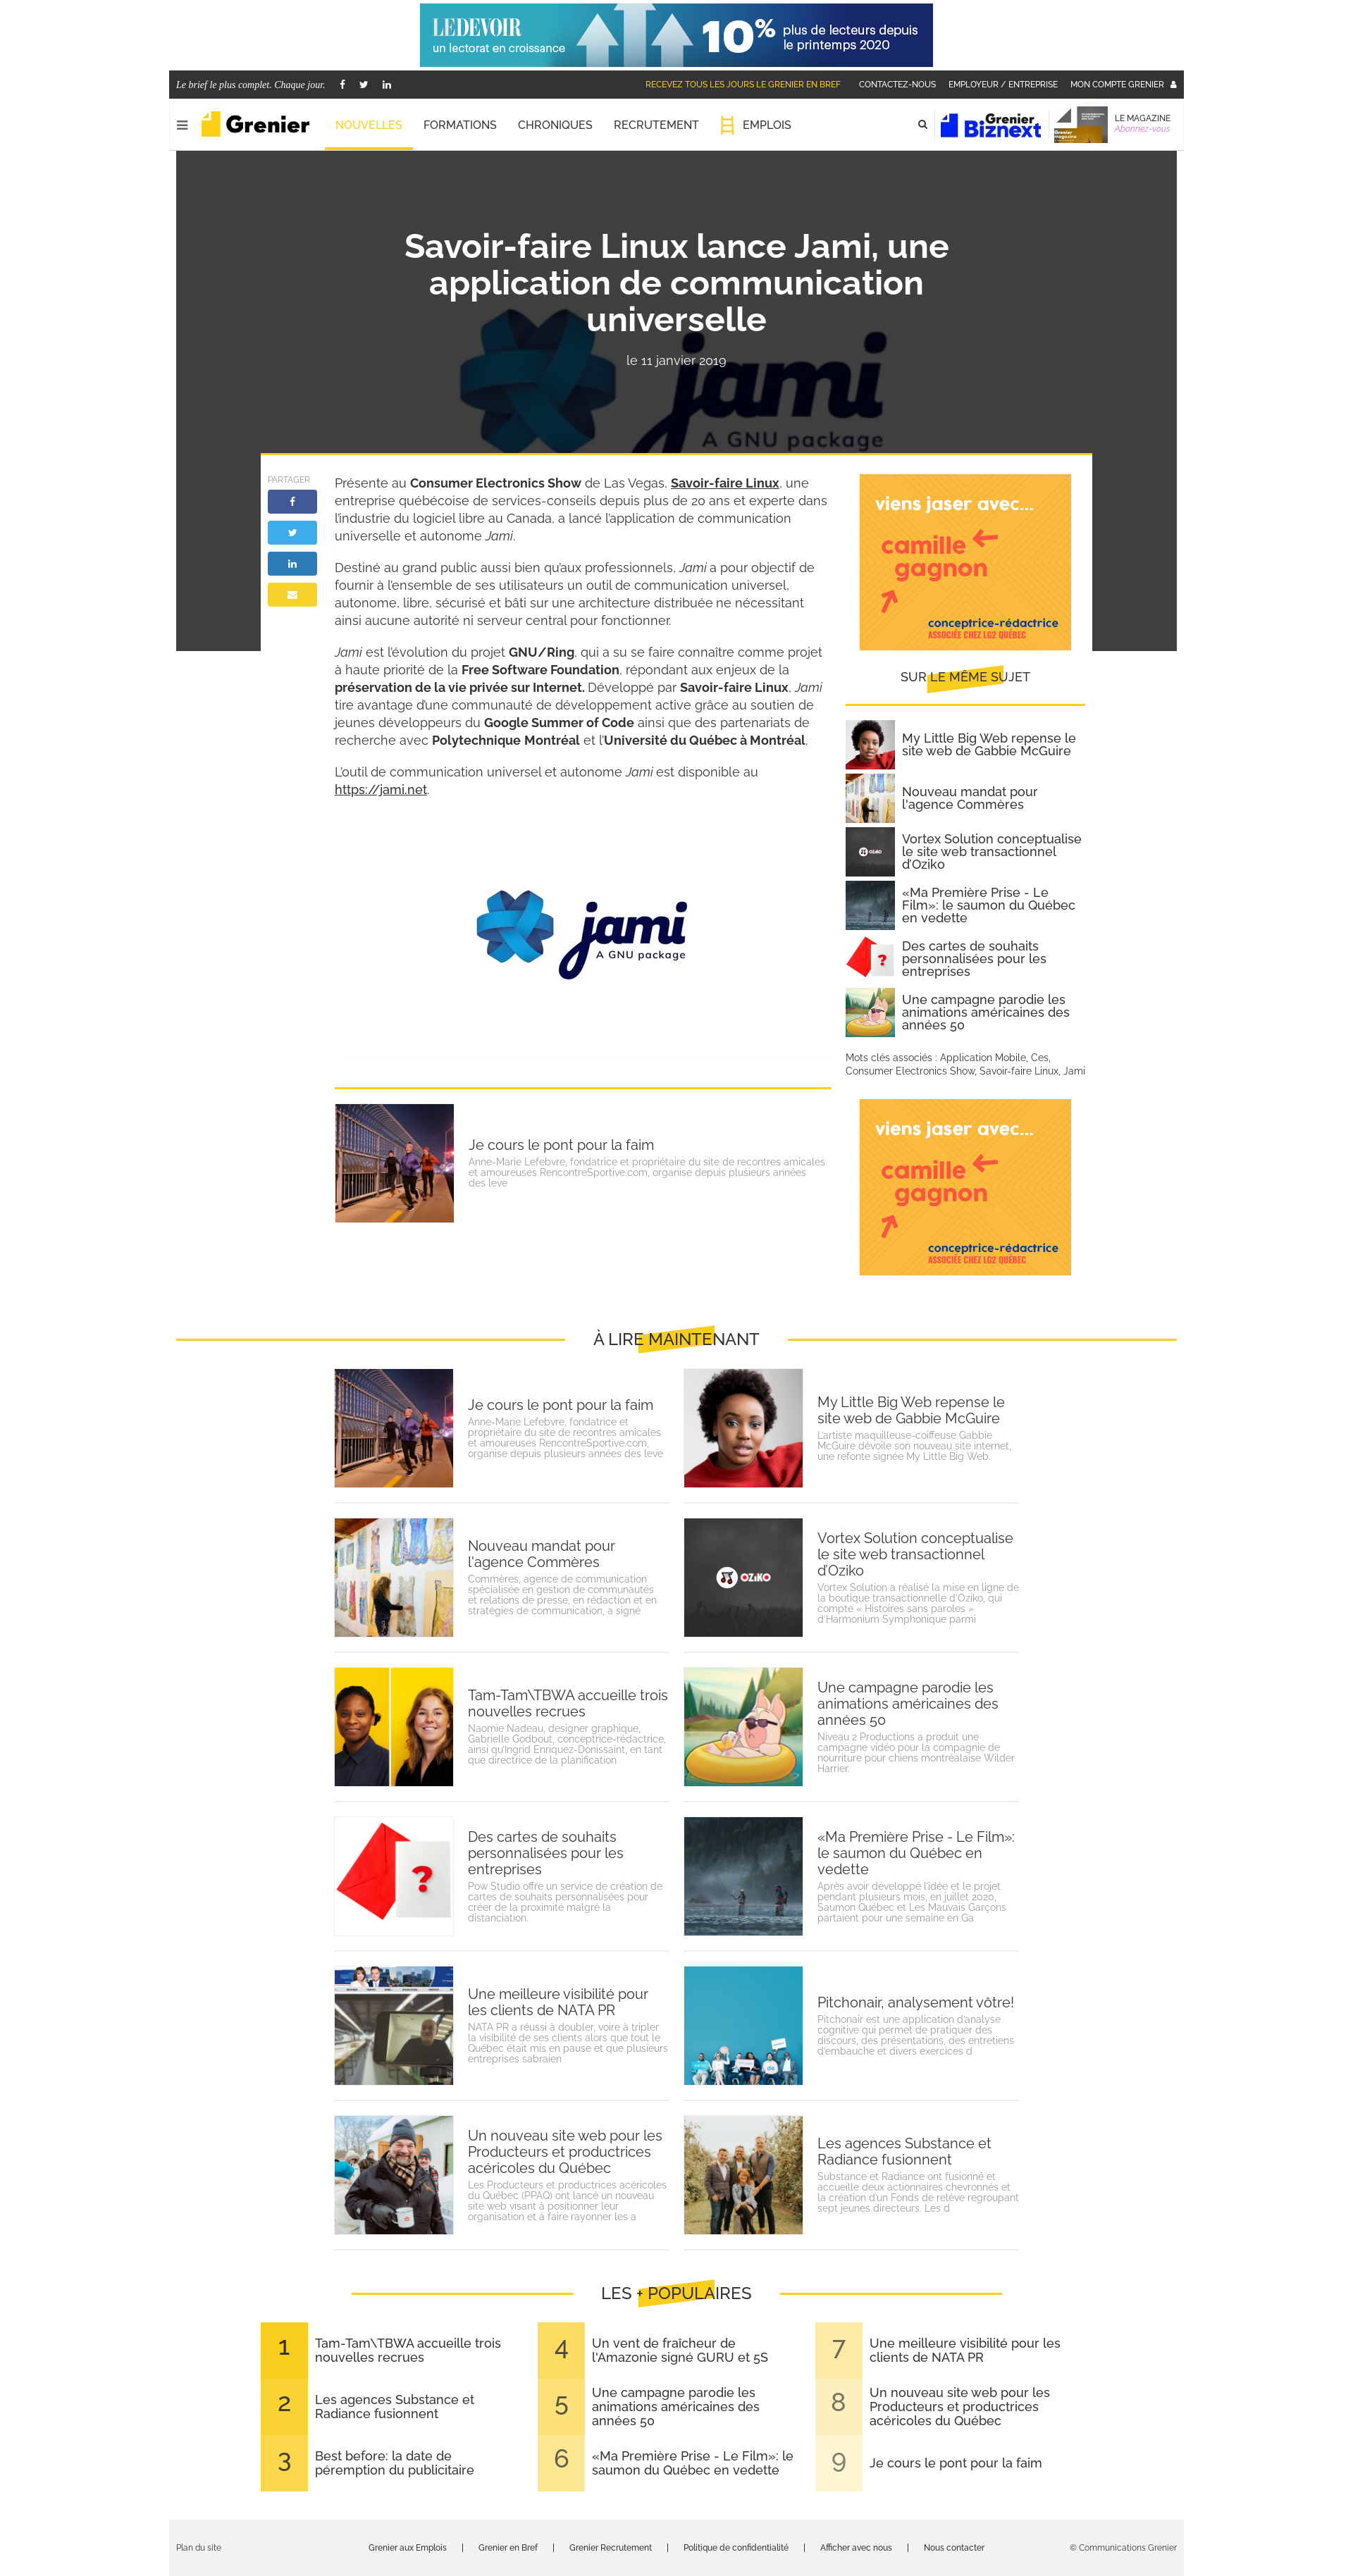 LE DEVOIR
un lectorat en croissance
10% plus de lecteurs depuis
le printemps 2020
Le brief le plus complet. Chaque jour.
RECEVEZ TOUS LES JOURS LE GRENIER EN BREF
CONTACTEZ-NOUS
EMPLOYEUR / ENTREPRISE
MON COMPTE GRENIER
Grenier
NOUVELLES
FORMATIONS
CHRONIQUES
RECRUTEMENT
EMPLOIS
Grenier
Biznext
LE MAGAZINE
Abonnez-vous
Savoir-faire Linux lance Jami, une
application de communication
universelle
le 11 janvier 2019
jami
A GNU package
PARTAGER
Présente au Consumer Electronics Show de Las Vegas, Savoir-faire Linux, une
entreprise québécoise de services-conseils depuis plus de 20 ans et experte dans
l'industrie du logiciel libre au Canada, a lancé l'application de communication
universelle et autonome Jami.
Destiné au grand public aussi bien qu'aux professionnels, Jami a pour objectif de
fournir à l'ensemble de ses utilisateurs un outil de communication universel,
autonome, libre, sécurisé et bâti sur une architecture distribuée ne nécessitant
ainsi aucune autorité ni serveur central pour fonctionner.
Jami est l'évolution du projet GNU/Ring, qui a su se faire connaître comme projet
à haute priorité de la Free Software Foundation, répondant aux enjeux de la
préservation de la vie privée sur Internet. Développé par Savoir-faire Linux, Jami
tire avantage d'une communauté de développement active grâce au soutien de
jeunes développeurs du Google Summer of Code ainsi que des partenariats de
recherche avec Polytechnique Montréal et l'Université du Québec à Montréal.
L'outil de communication universel et autonome Jami est disponible au
https://jami.net.
jami
A GNU package
Je cours le pont pour la faim
Anne-Marie Lefebvre, fondatrice et propriétaire du site de recontres amicales
et amoureuses RencontreSportive.com, organise depuis plusieurs années
des leve
viens jaser avec...
camille
gagnon
conceptrice-rédactrice
ASSOCIÉE CHEZ LG2 QUÉBEC
SUR LE MÊME SUJET
My Little Big Web repense le
site web de Gabbie McGuire
Nouveau mandat pour
l'agence Commères
OZIKO
Vortex Solution conceptualise
le site web transactionnel
d'Oziko
«Ma Première Prise - Le
Film»: le saumon du Québec
en vedette
?
Des cartes de souhaits
personnalisées pour les
entreprises
Une campagne parodie les
animations américaines des
années 50
Mots clés associés : Application Mobile, Ces,
Consumer Electronics Show, Savoir-faire Linux, Jami
viens jaser avec...
camille
gagnon
conceptrice-rédactrice
ASSOCIÉE CHEZ LG2 QUÉBEC
À LIRE MAINTENANT
Je cours le pont pour la faim
Anne-Marie Lefebvre, fondatrice et
propriétaire du site de recontres amicales
et amoureuses RencontreSportive.com,
organise depuis plusieurs années des leve
My Little Big Web repense le
site web de Gabbie McGuire
L'artiste maquilleuse-coiffeuse Gabbie
McGuire dévoile son nouveau site internet,
une refonte signée My Little Big Web.
Nouveau mandat pour
l'agence Commères
Commères, agence de communication
spécialisée en gestion de communautés
et relations de presse, en rédaction et en
stratégies de communication, a signé
OZIKO
Vortex Solution conceptualise
le site web transactionnel
d'Oziko
Vortex Solution a réalisé la mise en ligne de
la boutique transactionnelle d'Oziko, qui
compte « Histoires sans paroles »
d'Harmonium Symphonique parmi
Tam-Tam\TBWA accueille trois
nouvelles recrues
Naomie Nadeau, designer graphique,
Gabrielle Godbout, conceptrice-rédactrice,
ainsi qu'Ingrid Enriquez-Donissaint, en tant
que directrice de la planification
Une campagne parodie les
animations américaines des
années 50
Niveau 2 Productions a produit une
campagne vidéo pour la compagnie de
nourriture pour chiens montréalaise Wilder
Harrier.
?
Des cartes de souhaits
personnalisées pour les
entreprises
Pow Studio offre un service de création de
cartes de souhaits personnalisées pour
créer de la proximité malgré la
distanciation.
«Ma Première Prise - Le Film»:
le saumon du Québec en
vedette
Après avoir développé l'idée et le projet
pendant plusieurs mois, en juillet 2020,
Saumon Québec et Les Mauvais Garçons
partaient pour une semaine en Ga
Une meilleure visibilité pour
les clients de NATA PR
NATA PR a réussi à doubler, voire à tripler
la visibilité de ses clients alors que tout le
Québec était mis en pause et que plusieurs
entreprises sabraien
Pitchonair, analysement vôtre!
Pitchonair est une application d'analyse
cognitive qui permet de pratiquer des
discours, des présentations, des entretiens
d'embauche et divers exercices d
Un nouveau site web pour les
Producteurs et productrices
acéricoles du Québec
Les Producteurs et productrices acéricoles
du Québec (PPAQ) ont lancé un nouveau
site web visant à positionner leur
organisation et à faire rayonner les a
Les agences Substance et
Radiance fusionnent
Substance et Radiance ont fusionné et
accueille deux actionnaires chevronnés et
la création d'un Fonds de relève regroupant
sept jeunes directeurs. Les d
LES + POPULAIRES
1
Tam-Tam\TBWA accueille trois
nouvelles recrues
2
Les agences Substance et
Radiance fusionnent
3
Best before: la date de
péremption du publicitaire
4
Un vent de fraîcheur de
l'Amazonie signé GURU et 5S
5
Une campagne parodie les
animations américaines des
années 50
6
«Ma Première Prise - Le Film»: le
saumon du Québec en vedette
7
Une meilleure visibilité pour les
clients de NATA PR
8
Un nouveau site web pour les
Producteurs et productrices
acéricoles du Québec
9
Je cours le pont pour la faim
Plan du site
Grenier aux Emplois | Grenier en Bref | Grenier Recrutement | Politique de confidentialité | Afficher avec nous | Nous contacter
© Communications Grenier